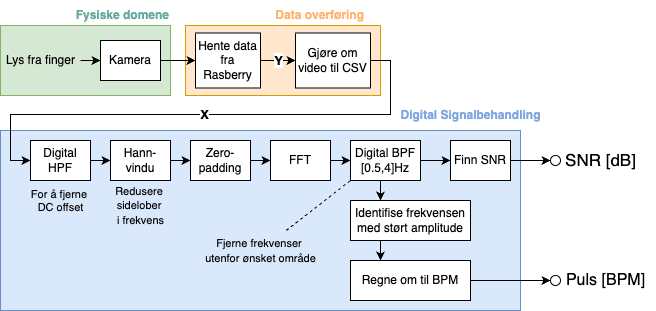 Fysiske domene
Data overføring
Lys fra finger
Kamera
Hente data
fra
Rasberry
Y
Gjøre om
video til CSV
X
Digital Signalbehandling
Digital
HPF
Hann-
vindu
Zero-
padding
FFT
Digital BPF
[0.5,4]Hz
Finn SNR
SNR [dB]
For å fjerne
DC offset
Redusere
sidelober
i frekvens
Identifise frekvensen
med størt amplitude
Fjerne frekvenser
utenfor ønsket område
Regne om til BPM
Puls [BPM]